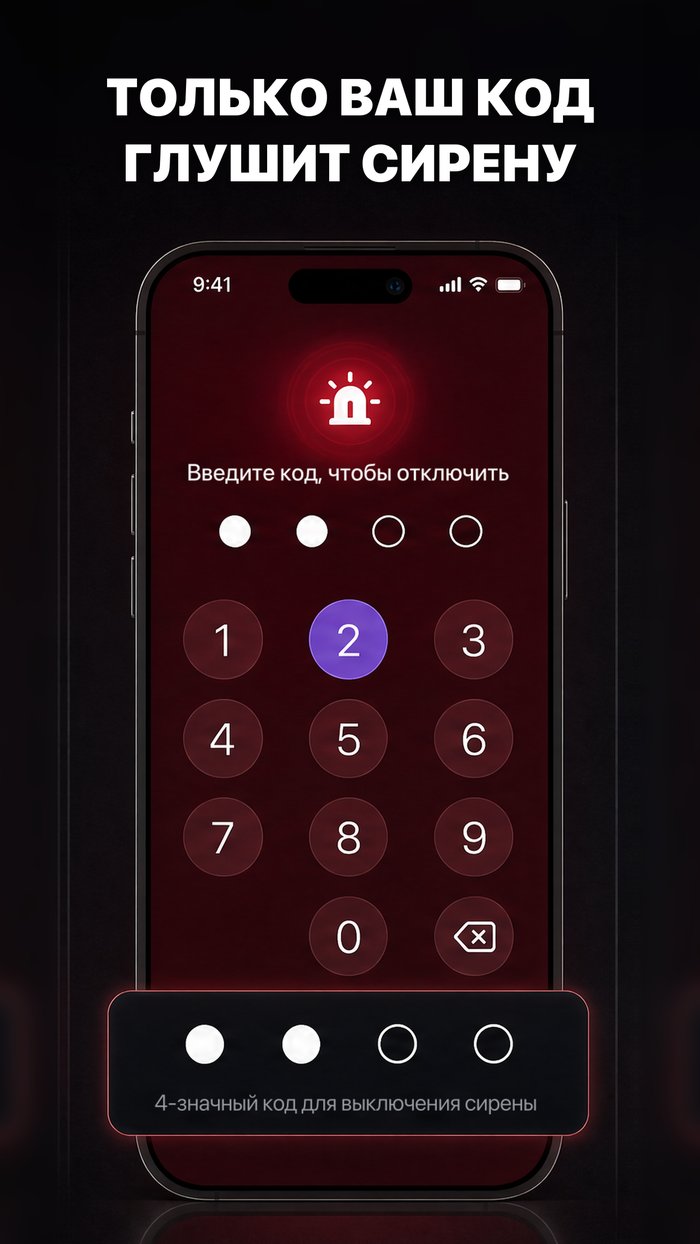 ТОЛЬКО ВАШ КОД
ГЛУШИТ СИРЕНУ
9:41
Введите код, чтобы отключить
1 2 3
4 5 6
7 8 9
0
4-значный код для выключения сирены